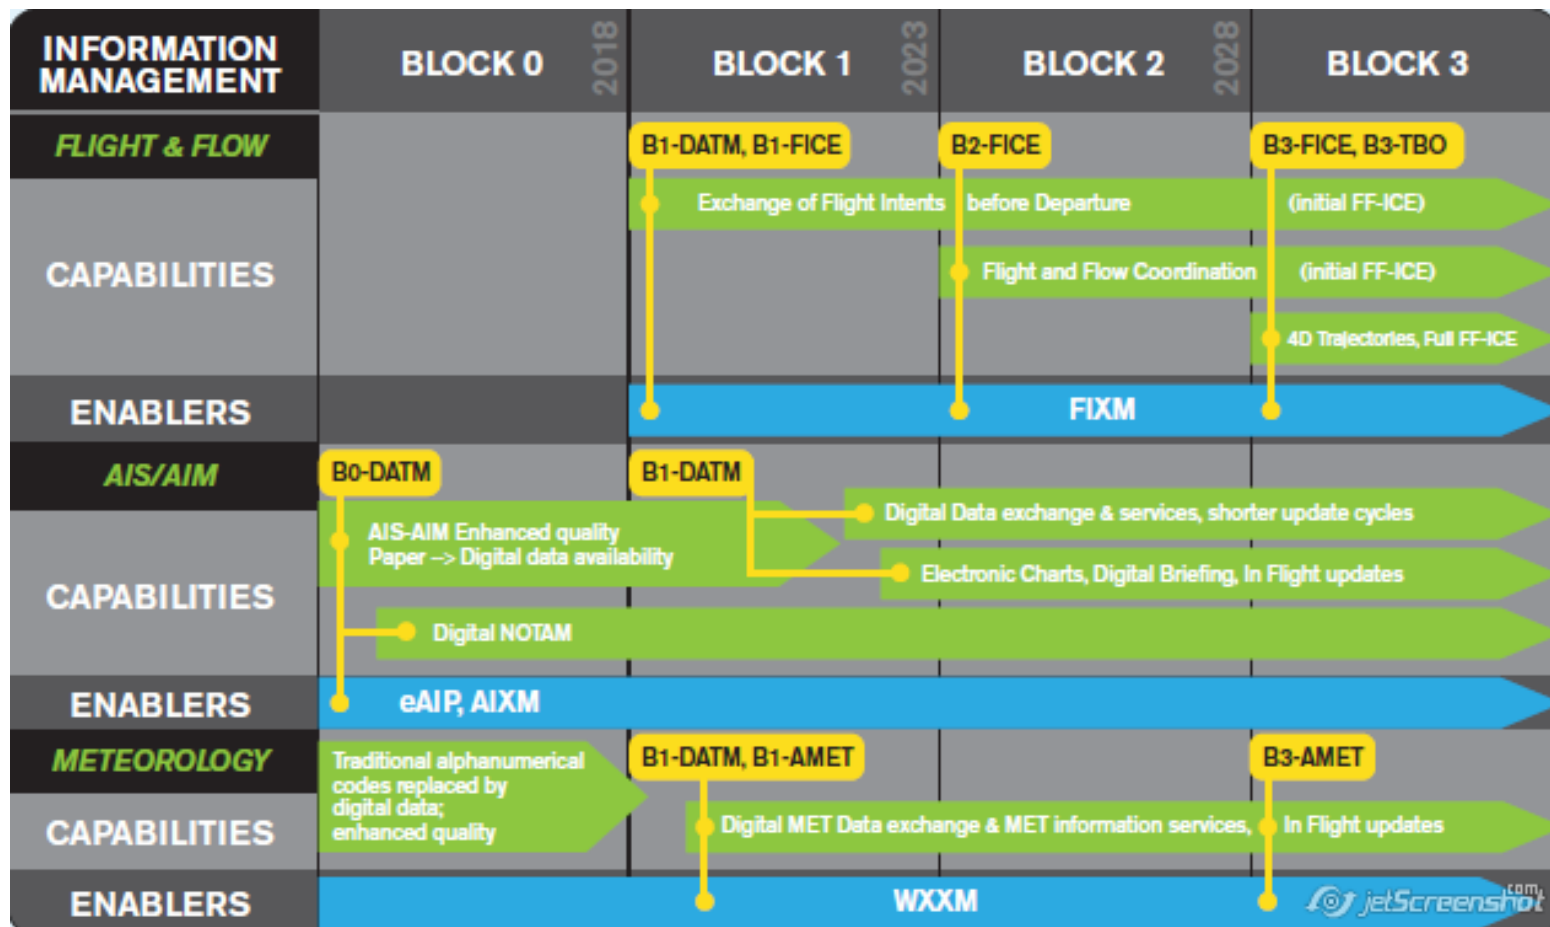 INFORMATION
MANAGEMENT
BLOCK 0
2018
BLOCK 1
2023
BLOCK 2
2028
BLOCK 3
FLIGHT & FLOW
B1-DATM, B1-FICE
B2-FICE
B3-FICE, B3-TBO
CAPABILITIES
Exchange of Flight Intents before Departure (initial FF-ICE)
Flight and Flow Coordination (initial FF-ICE)
4D Trajectories, Full FF-ICE
ENABLERS
FIXM
AIS/AIM
B0-DATM
B1-DATM
CAPABILITIES
AIS-AIM Enhanced quality
Paper --> Digital data availability
Digital Data exchange & services, shorter update cycles
Electronic Charts, Digital Briefing, In Flight updates
Digital NOTAM
ENABLERS
eAIP, AIXM
METEOROLOGY
Traditional alphanumerical
codes replaced by
digital data;
enhanced quality
B1-DATM, B1-AMET
B3-AMET
CAPABILITIES
Digital MET Data exchange & MET information services, In Flight updates
ENABLERS
WXXM
jetScreenshot.com